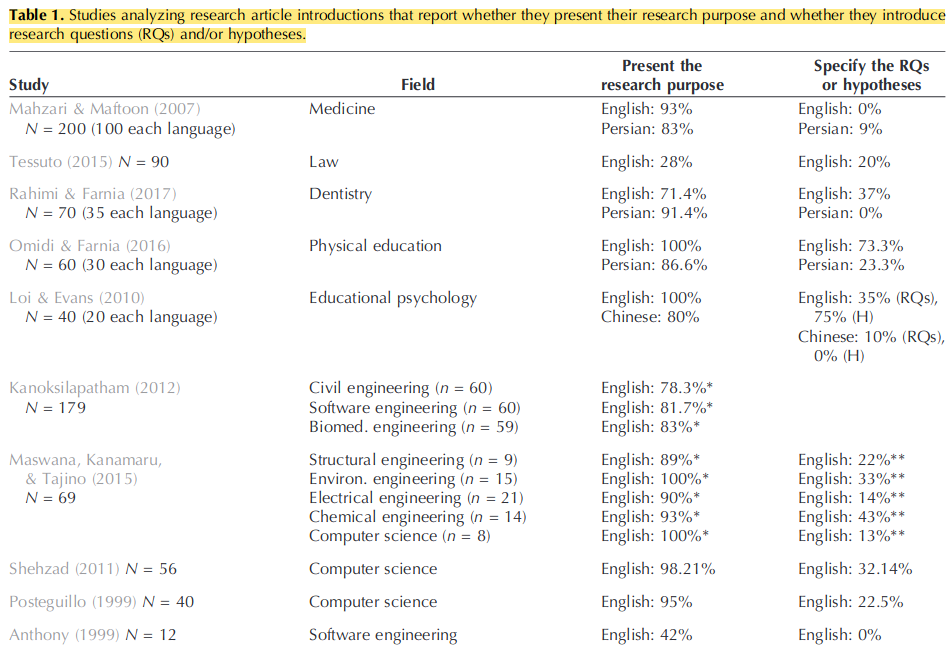 Table 1. Studies analyzing research article introductions that report whether they present their research purpose and whether they introduce
research questions (RQs) and/or hypotheses.
Study Field Present the research purpose Specify the RQs or hypotheses
Mahzari & Maftoon (2007) Medicine English: 93% English: 0%
N = 200 (100 each language) Persian: 83% Persian: 9%
Tessuto (2015) N = 90 Law English: 28% English: 20%
Rahimi & Farnia (2017) Dentistry English: 71.4% English: 37%
N = 70 (35 each language) Persian: 91.4% Persian: 0%
Omidi & Farnia (2016) Physical education English: 100% English: 73.3%
N = 60 (30 each language) Persian: 86.6% Persian: 23.3%
Loi & Evans (2010) Educational psychology English: 100% English: 35% (RQs),
N = 40 (20 each language) Chinese: 80% 75% (H)
Chinese: 10% (RQs),
0% (H)
Kanoksilapatham (2012) Civil engineering (n = 60) English: 78.3%*
N = 179 Software engineering (n = 60) English: 81.7%*
Biomed. engineering (n = 59) English: 83%*
Maswana, Kanamaru, Structural engineering (n = 9) English: 89%* English: 22%**
& Tajino (2015) Environ. engineering (n = 15) English: 100%* English: 33%**
N = 69 Electrical engineering (n = 21) English: 90%* English: 14%**
Chemical engineering (n = 14) English: 93%* English: 43%**
Computer science (n = 8) English: 100%* English: 13%**
Shehzad (2011) N = 56 Computer science English: 98.21% English: 32.14%
Posteguillo (1999) N = 40 Computer science English: 95% English: 22.5%
Anthony (1999) N = 12 Software engineering English: 42% English: 0%